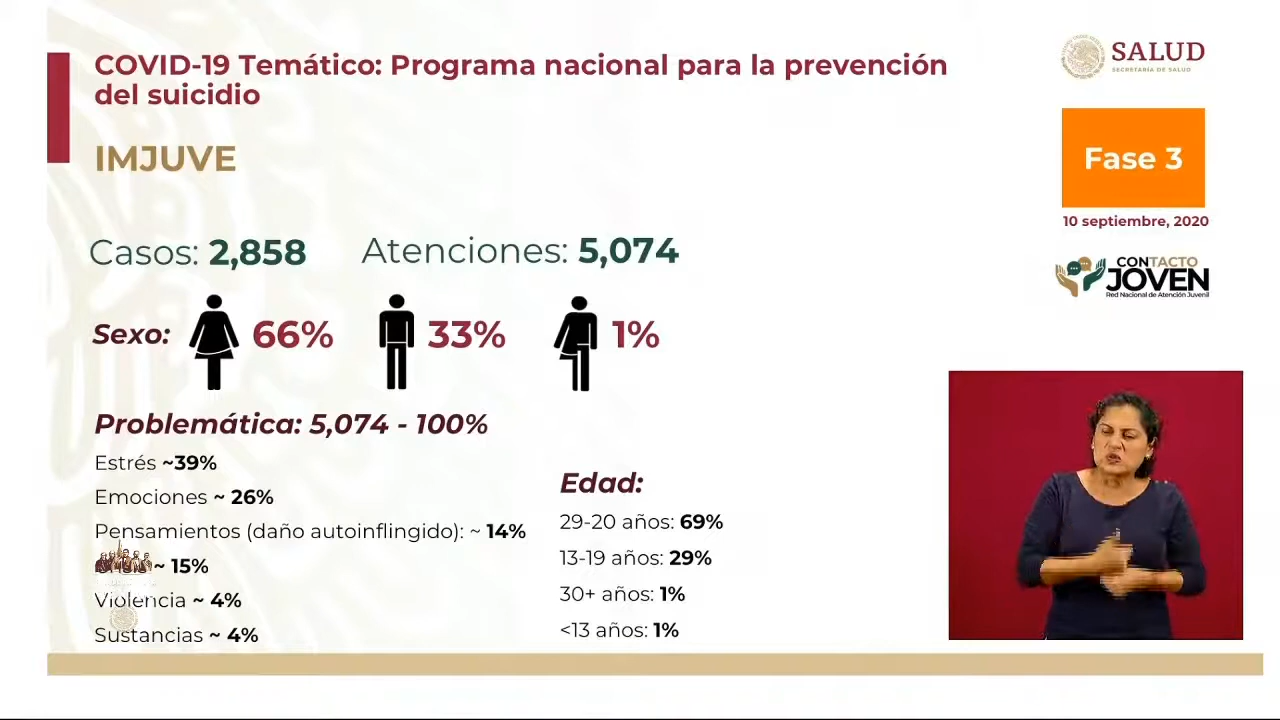 COVID-19 Temático: Programa nacional para la prevención
del suicidio
IMJUVE
SALUD
SECRETARÍA DE SALUD
Fase 3
10 septiembre, 2020
CONTACTO
JOVEN
Red Nacional de Atención Juvenil
Casos: 2,858
Atenciones: 5,074
Sexo: 66% 33% 1%
Problemática: 5,074 - 100%
Estrés ~39%
Emociones ~ 26%
Pensamientos (daño autoinflingido): ~ 14%
~ 15%
Violencia ~ 4%
Sustancias ~ 4%
Edad:
29-20 años: 69%
13-19 años: 29%
30+ años: 1%
<13 años: 1%